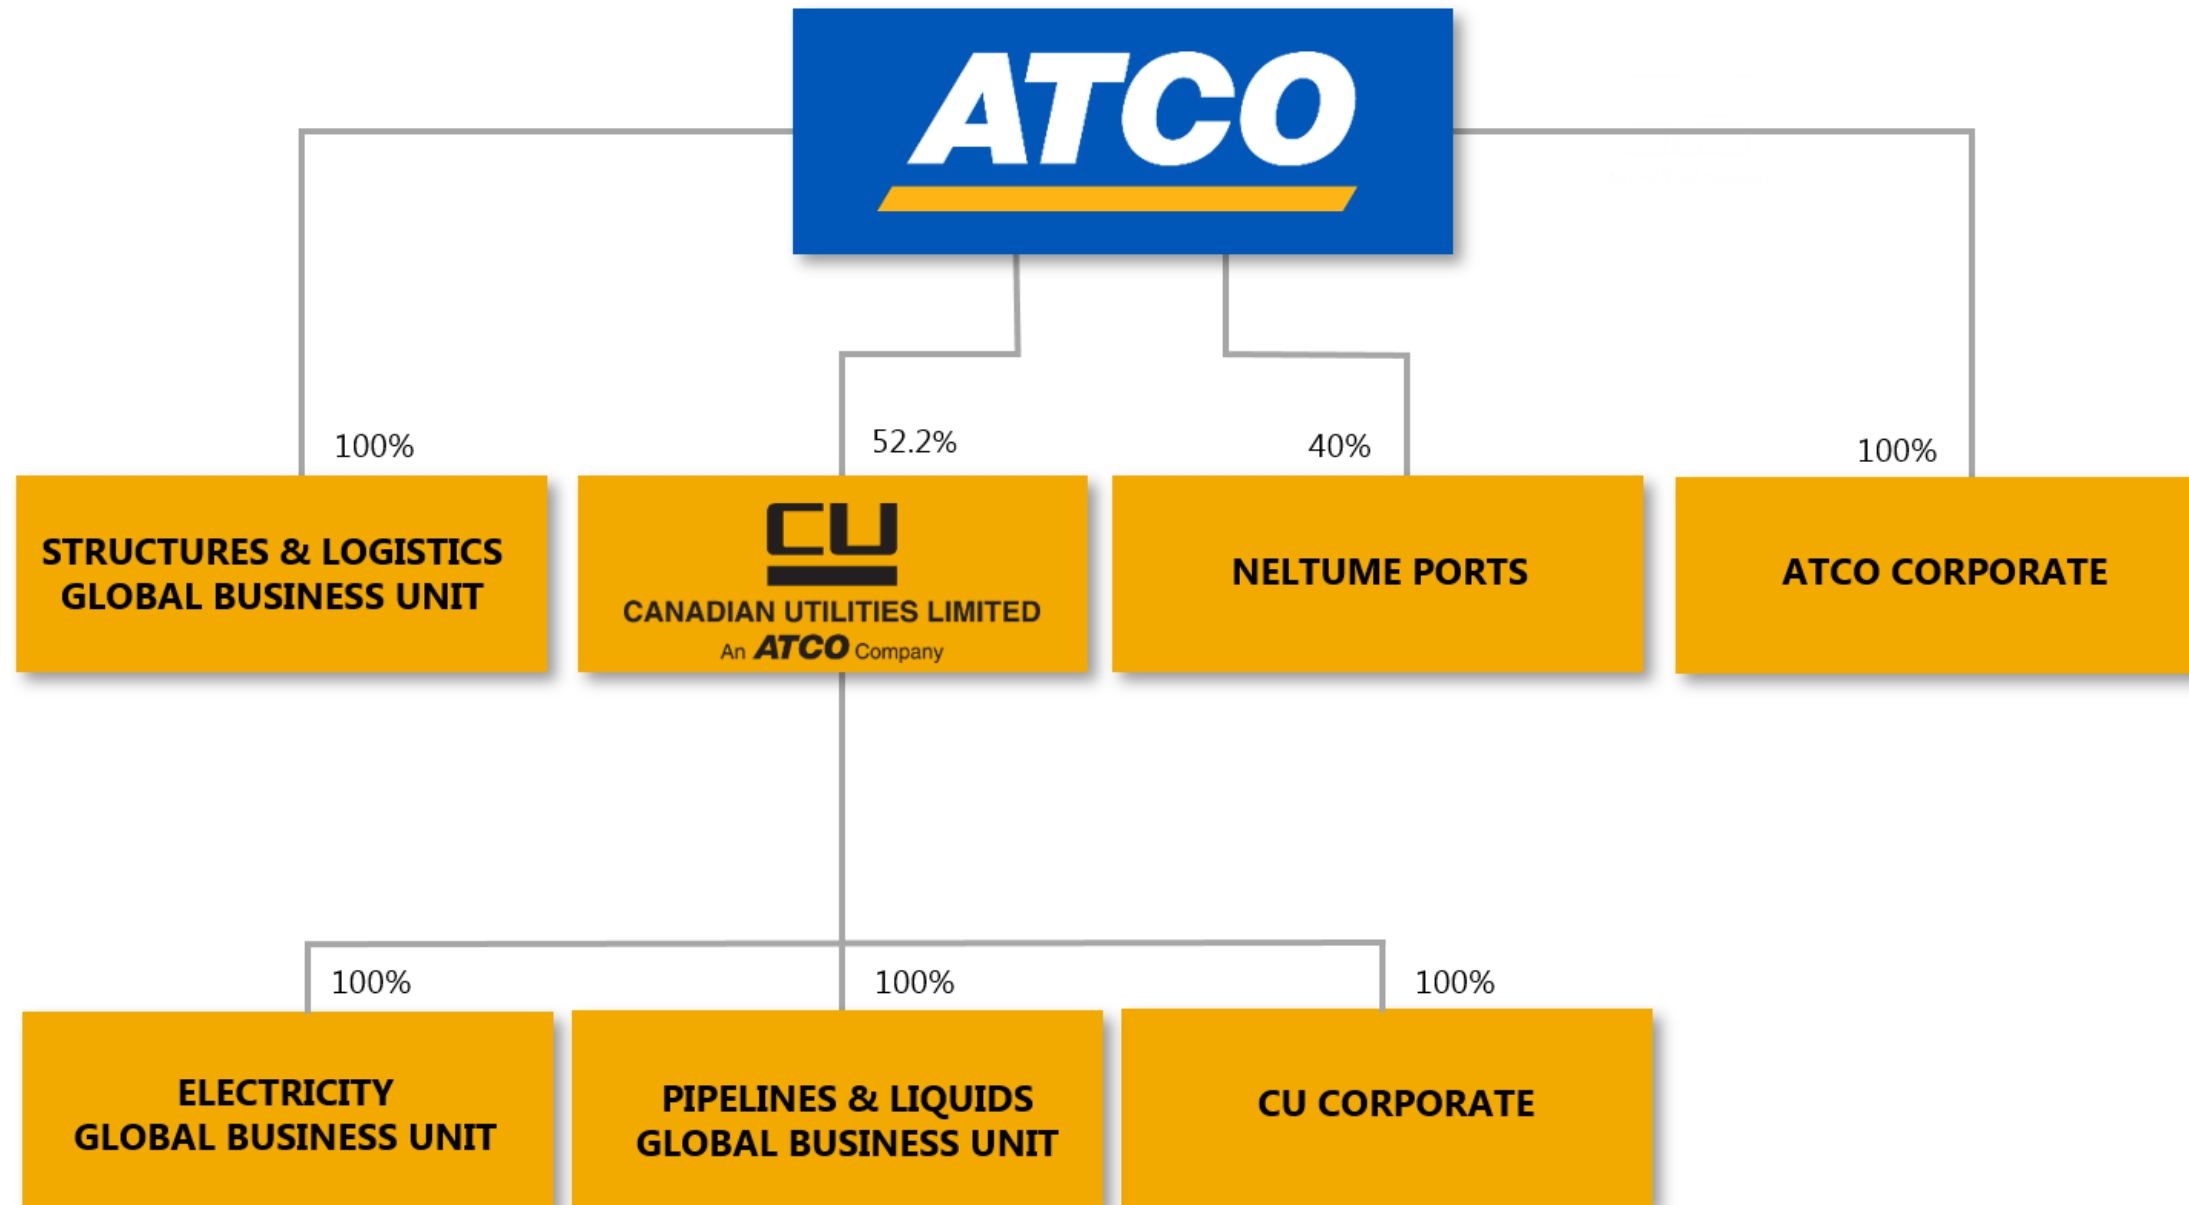 ATCO
100%
52.2%
40%
100%
STRUCTURES & LOGISTICS
GLOBAL BUSINESS UNIT
CU
CANADIAN UTILITIES LIMITED
An ATCO Company
NELTUME PORTS
ATCO CORPORATE
100%
100%
100%
ELECTRICITY
GLOBAL BUSINESS UNIT
PIPELINES & LIQUIDS
GLOBAL BUSINESS UNIT
CU CORPORATE